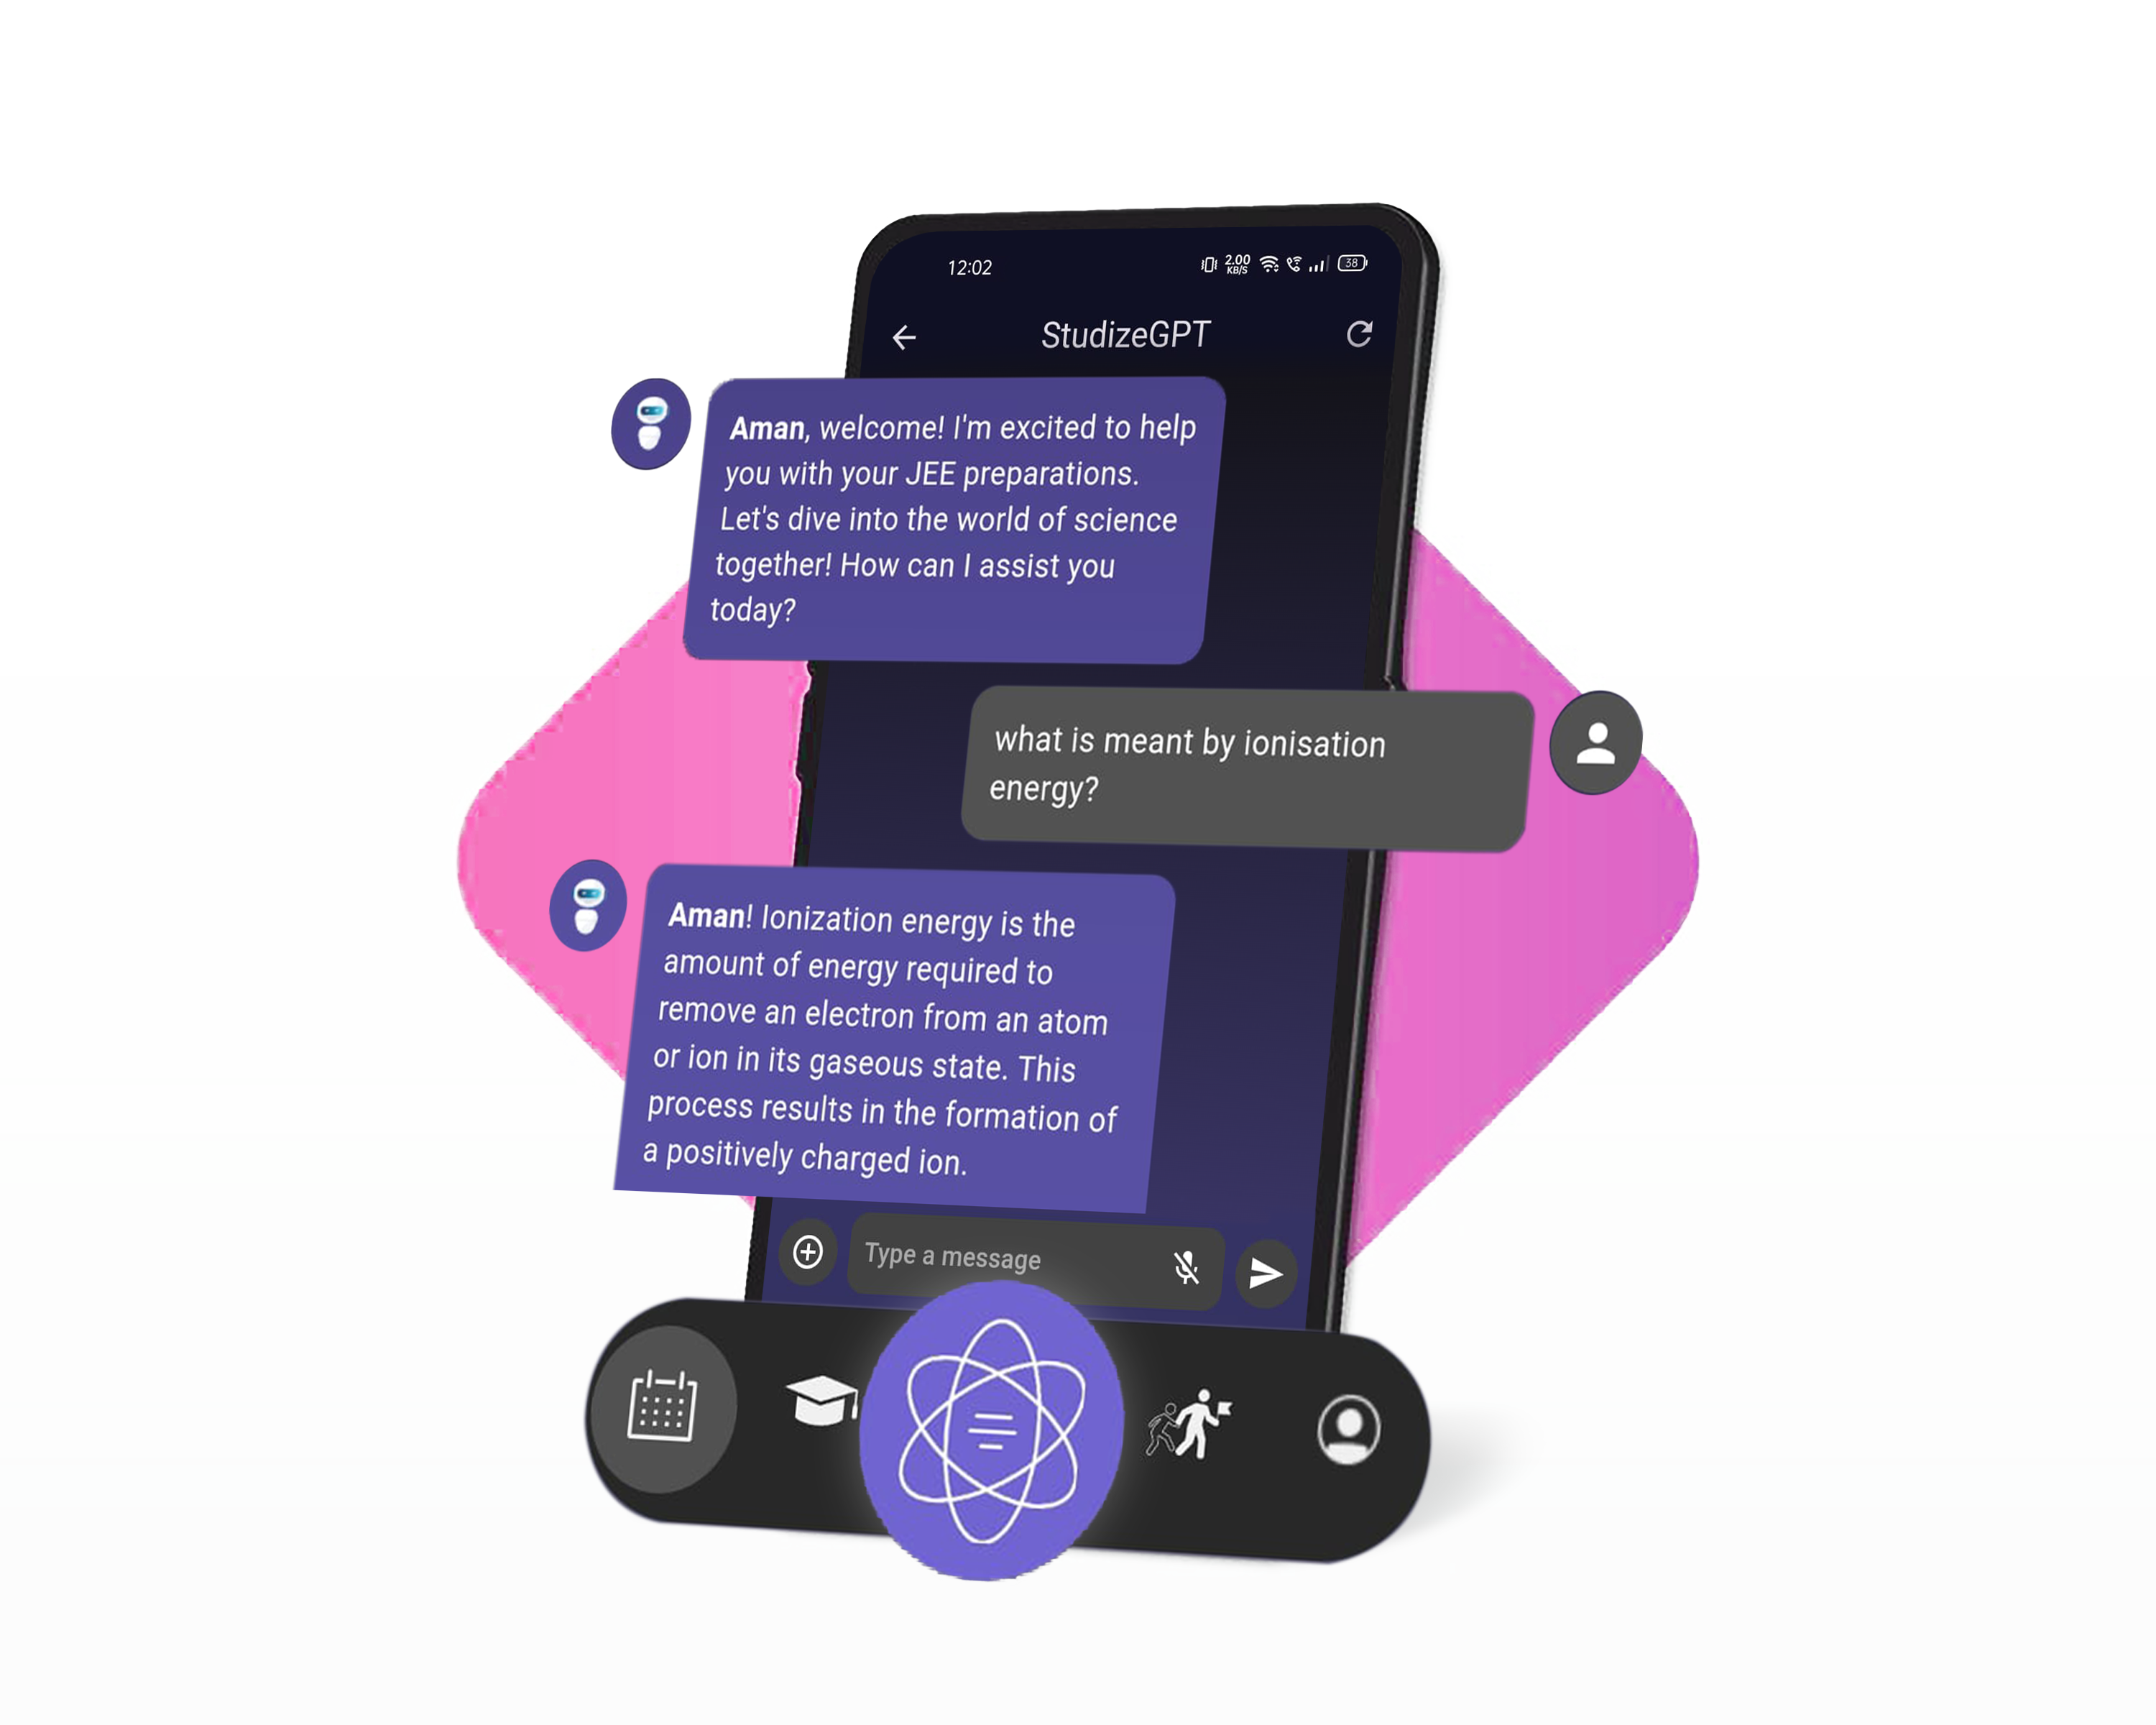 12:02
2.00
KB/S
38
StudizeGPT
Aman, welcome! I'm excited to help
you with your JEE preparations.
Let's dive into the world of science
together! How can I assist you
today?
what is meant by ionisation
energy?
Aman! Ionization energy is the
amount of energy required to
remove an electron from an atom
or ion in its gaseous state. This
process results in the formation of
a positively charged ion.
Type a message